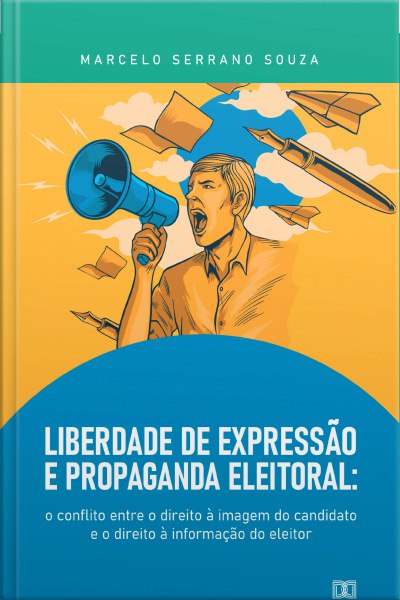 MARCELO SERRANO SOUZA
LIBERDADE DE EXPRESSÃO
E PROPAGANDA ELEITORAL:
o conflito entre o direito à imagem do candidato
e o direito à informação do eleitor